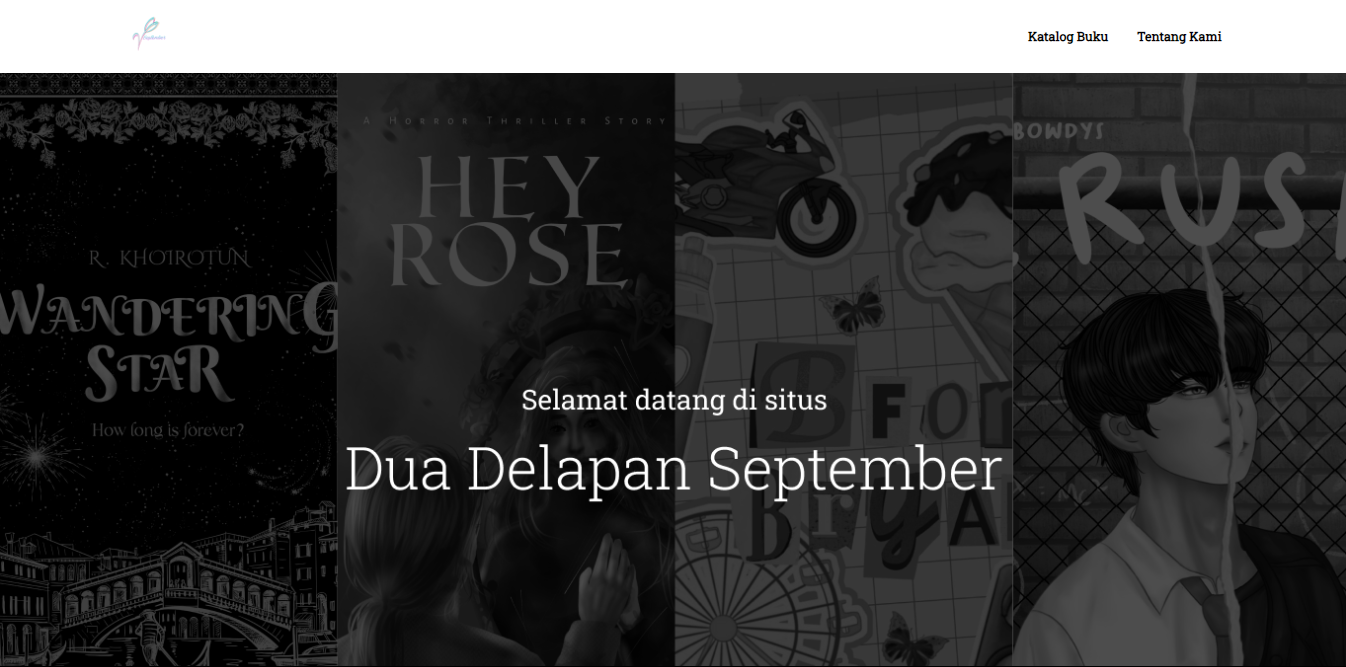 Katalog Buku Tentang Kami
R. KHOIROTUN
WANDERING
STAR
How long is forever?
A HORROR THRILLER STORY
HEY
ROSE
B FOR
BryA
BOWDYS
RUS
Selamat datang di situs
Dua Delapan September